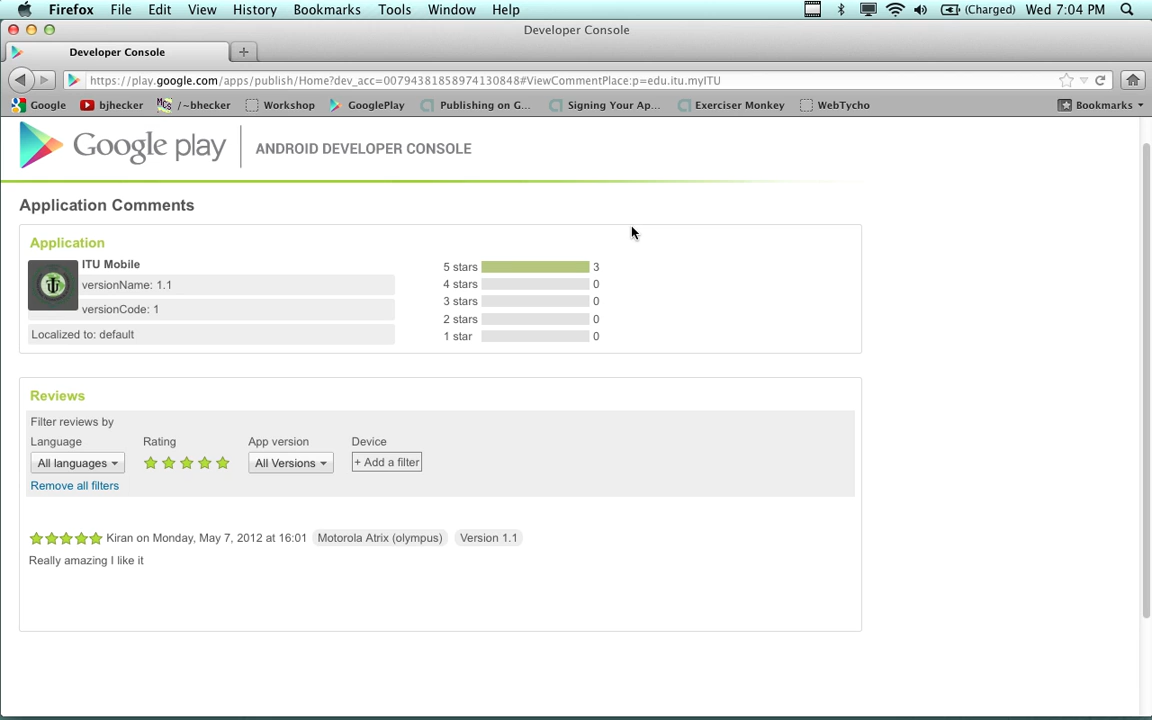 Firefox File Edit View History Bookmarks Tools Window Help (Charged) Wed 7:04 PM
Developer Console
Developer Console
https://play.google.com/apps/publish/Home?dev_acc=00794381858974130848#ViewCommentPlace:p=edu.itu.myITU
Google bjhecker /~bhecker Workshop GooglePlay Publishing on G... Signing Your Ap... Exerciser Monkey WebTycho Bookmarks
Google play ANDROID DEVELOPER CONSOLE
Application Comments
Application
ITU Mobile
versionName: 1.1
versionCode: 1
Localized to: default
5 stars 3
4 stars 0
3 stars 0
2 stars 0
1 star 0
Reviews
Filter reviews by
Language Rating App version Device
All languages All Versions + Add a filter
Remove all filters
Kiran on Monday, May 7, 2012 at 16:01 Motorola Atrix (olympus) Version 1.1
Really amazing I like it